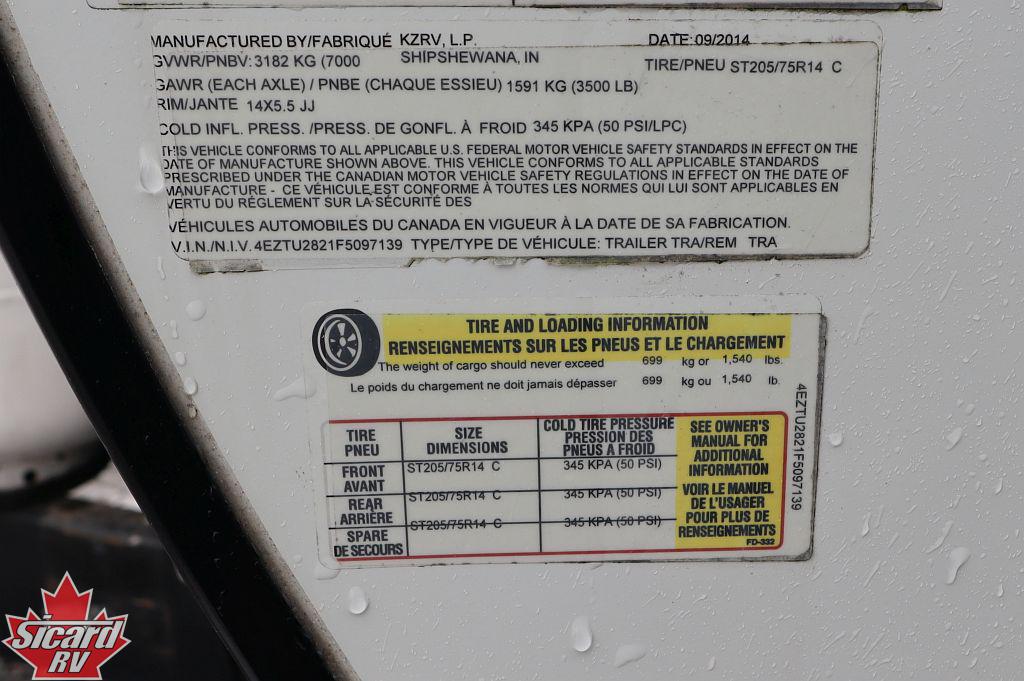 MANUFACTURED BY/FABRIQUÉ KZRV, L.P. DATE: 09/2014
GVWR/PNBV: 3182 KG (7000 SHIPSHEWANA, IN TIRE/PNEU ST205/75R14 C
GAWR (EACH AXLE) / PNBE (CHAQUE ESSIEU) 1591 KG (3500 LB)
RIM/JANTE 14X5.5 JJ
COLD INFL. PRESS. /PRESS. DE GONFL. À FROID 345 KPA (50 PSI/LPC)
THIS VEHICLE CONFORMS TO ALL APPLICABLE U.S. FEDERAL MOTOR VEHICLE SAFETY STANDARDS IN EFFECT ON THE
DATE OF MANUFACTURE SHOWN ABOVE. THIS VEHICLE CONFORMS TO ALL APPLICABLE STANDARDS
PRESCRIBED UNDER THE CANADIAN MOTOR VEHICLE SAFETY REGULATIONS IN EFFECT ON THE DATE OF
MANUFACTURE - CE VÉHICULE EST CONFORME À TOUTES LES NORMES QUI LUI SONT APPLICABLES EN
VERTU DU RÉGLEMENT SUR LA SÉCURITÉ DES
VÉHICULES AUTOMOBILES DU CANADA EN VIGUEUR À LA DATE DE SA FABRICATION.
V.I.N./N.I.V. 4EZTU2821F5097139 TYPE/TYPE DE VÉHICULE: TRAILER TRA/REM TRA
TIRE AND LOADING INFORMATION
RENSEIGNEMENTS SUR LES PNEUS ET LE CHARGEMENT
The weight of cargo should never exceed 699 kg or 1,540 lbs.
Le poids du chargement ne doit jamais dépasser 699 kg ou 1,540 lb.
TIRE
PNEU
SIZE
DIMENSIONS
COLD TIRE PRESSURE
PRESSION DES
PNEUS A FROID
FRONT
AVANT
ST205/75R14 C 345 KPA (50 PSI)
REAR
ARRIÈRE
ST205/75R14 C 345 KPA (50 PSI)
SPARE
DE SECOURS
ST205/75R14 C 345 KPA (50 PSI)
SEE OWNER'S
MANUAL FOR
ADDITIONAL
INFORMATION
VOIR LE MANUEL
DE L'USAGER
POUR PLUS DE
RENSEIGNEMENTS
FD-332
4EZTU2821F5097139
Sicard
RV